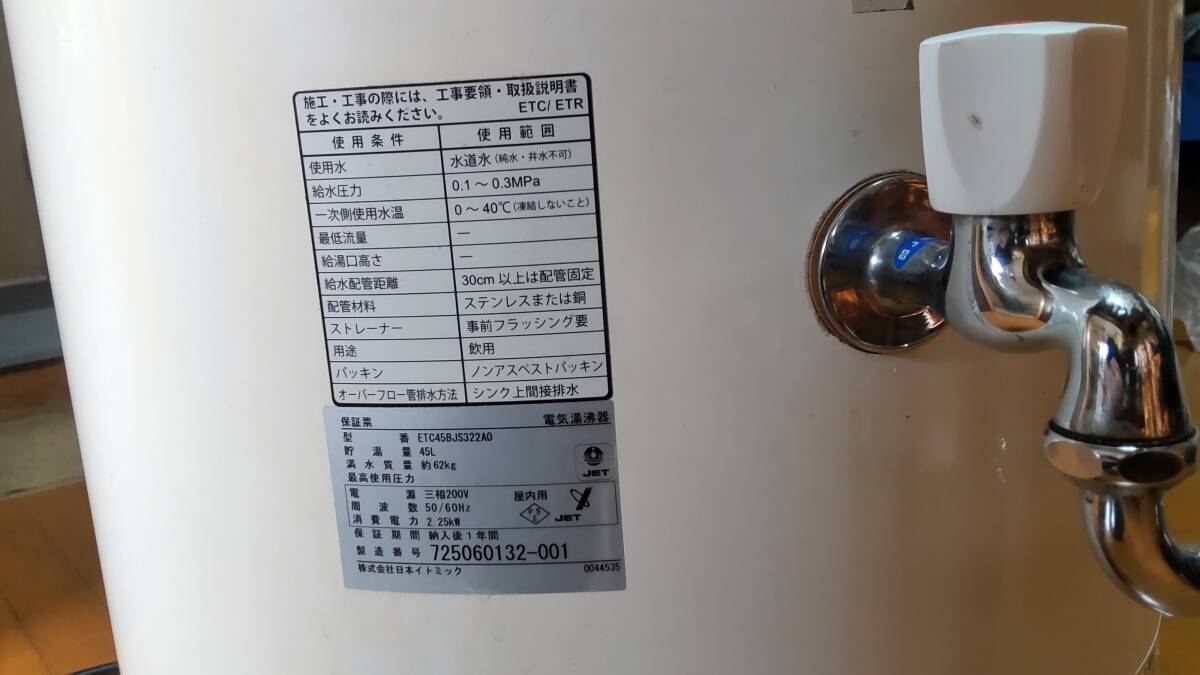 施工・工事の際には、工事要領・取扱説明書
をよくお読みください。 ETC/ ETR
使用条件 使用範囲
使用水 水道水(純水・井水不可)
給水圧力 0.1〜0.3MPa
一次側使用水温 0〜40℃(凍結しないこと)
最低流量 ―
給湯口高さ ―
給水配管距離 30cm以上は配管固定
配管材料 ステンレスまたは銅
ストレーナー 事前フラッシング要
用途 飲用
パッキン ノンアスベストパッキン
オーバーフロー管排水方法 シンク上間接排水
保証票 電気湯沸器
型番 ETC45BJS322A0
貯湯量 45L
満水質量 約62kg
最高使用圧力
JET
電源 三相200V 屋内用
周波数 50/60Hz
消費電力 2.25kW
PSE JET
保証期間 納入後1年間
製造番号 725060132-001
株式会社日本イトミック 0044535